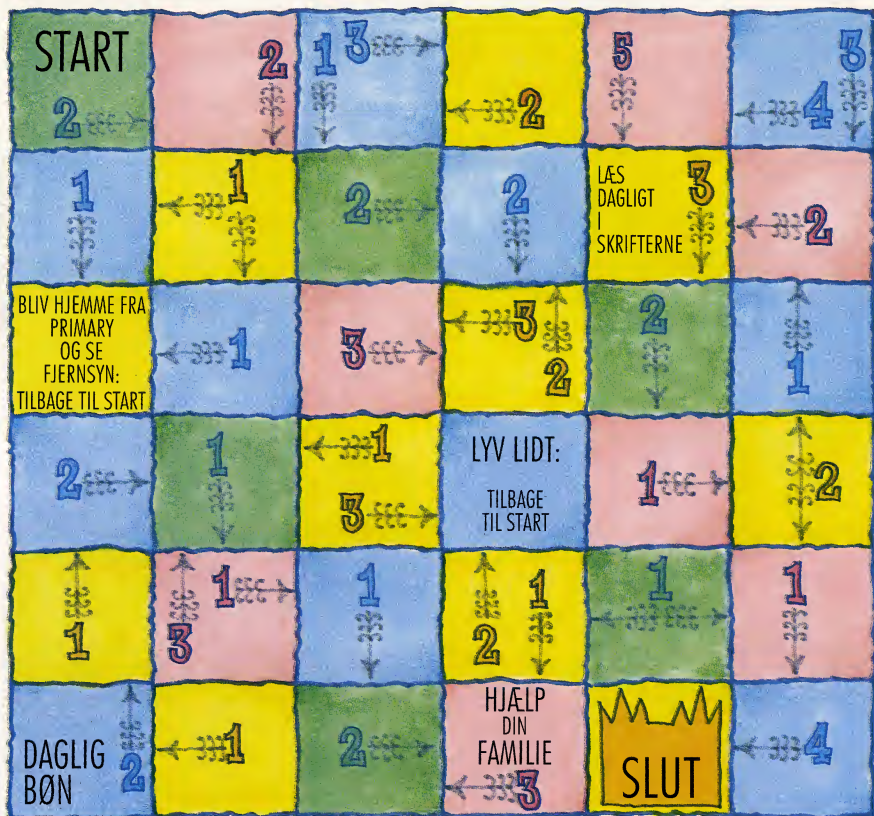 START
2
2
1 3
2
5
3
4
1
1
2
2
LÆS
DAGLIGT
I
SKRIFTERNE
3
2
BLIV HJEMME FRA
PRIMARY
OG SE
FJERNSYN:
TILBAGE TIL START
1
3
3
2
2
1
2
1
1
3
LYV LIDT:
TILBAGE
TIL START
1
2
1
1
3
1
1
2
1
1
DAGLIG
BØN
2
1
2
HJÆLP
DIN
FAMILIE
3
SLUT
4